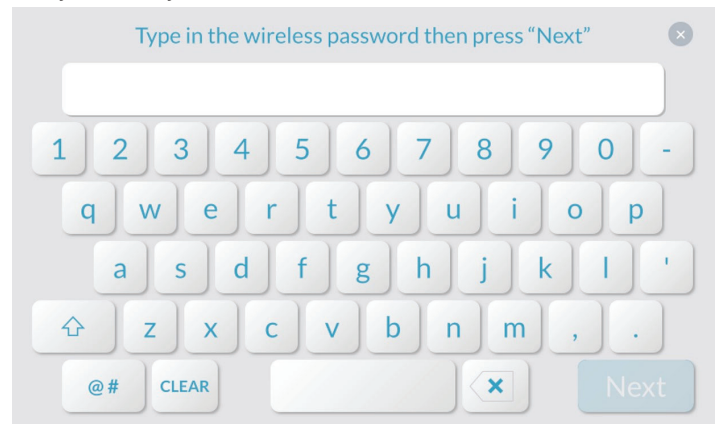 Type in the wireless password then press “Next”
1 2 3 4 5 6 7 8 9 0 -
q w e r t y u i o p
a s d f g h j k l '
z x c v b n m , .
@ # CLEAR Next